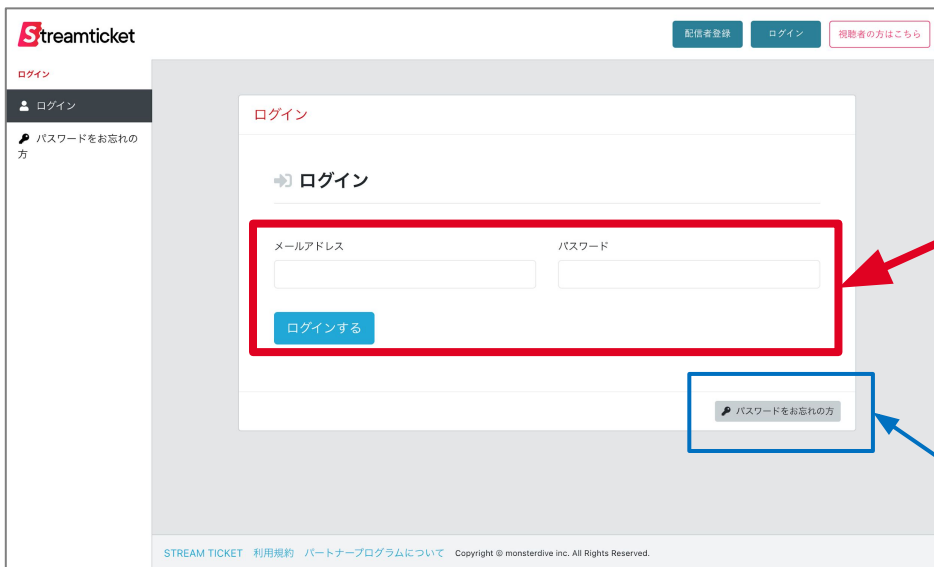 Streamticket
配信者登録
ログイン
視聴者の方はこちら
ログイン
ログイン
パスワードをお忘れの
方
ログイン
ログイン
メールアドレス
パスワード
ログインする
パスワードをお忘れの方
STREAM TICKET 利用規約 パートナープログラムについて Copyright © monsterdive inc. All Rights Reserved.